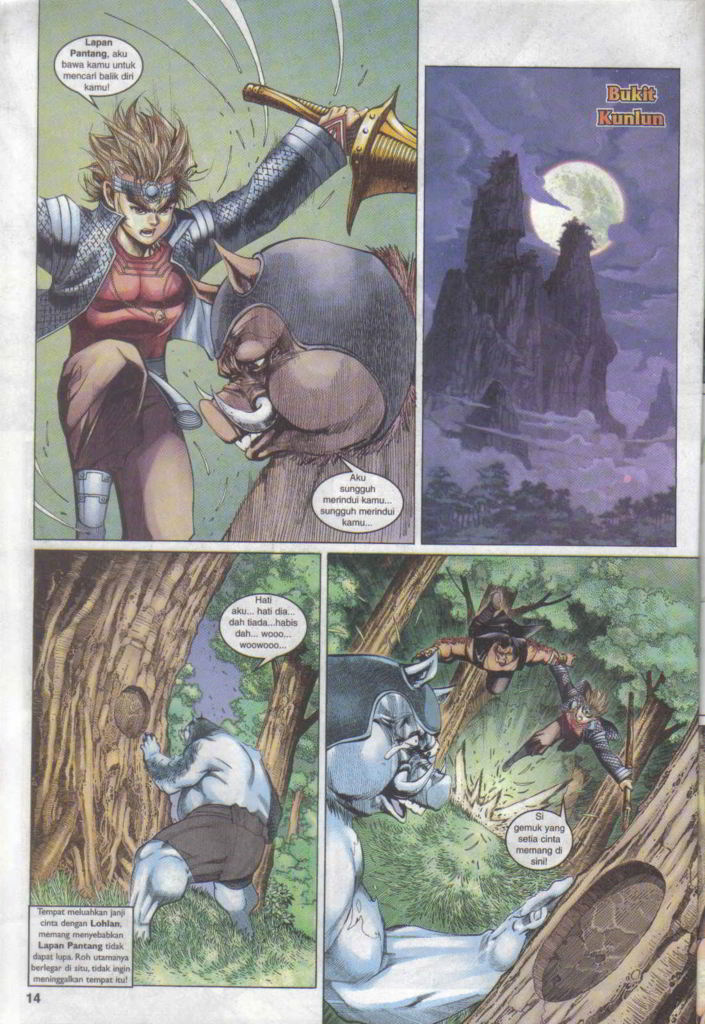 Lapan
Pantang, aku
bawa kamu untuk
mencari balik diri
kamu!
Aku
sungguh
merindui kamu...
sungguh merindui
kamu...
Bukit
Kunlun
Hati
aku... hati dia...
dah tiada...habis
dah... wooo...
woowooo...
Tempat meluahkan janji
cinta dengan Lohlan,
memang menyebabkan
Lapan Pantang tidak
dapat lupa. Roh utamanya
berlegar di situ, tidak ingin
meninggalkan tempat itu!
Si
gemuk yang
setia cinta
memang di
sini!
14